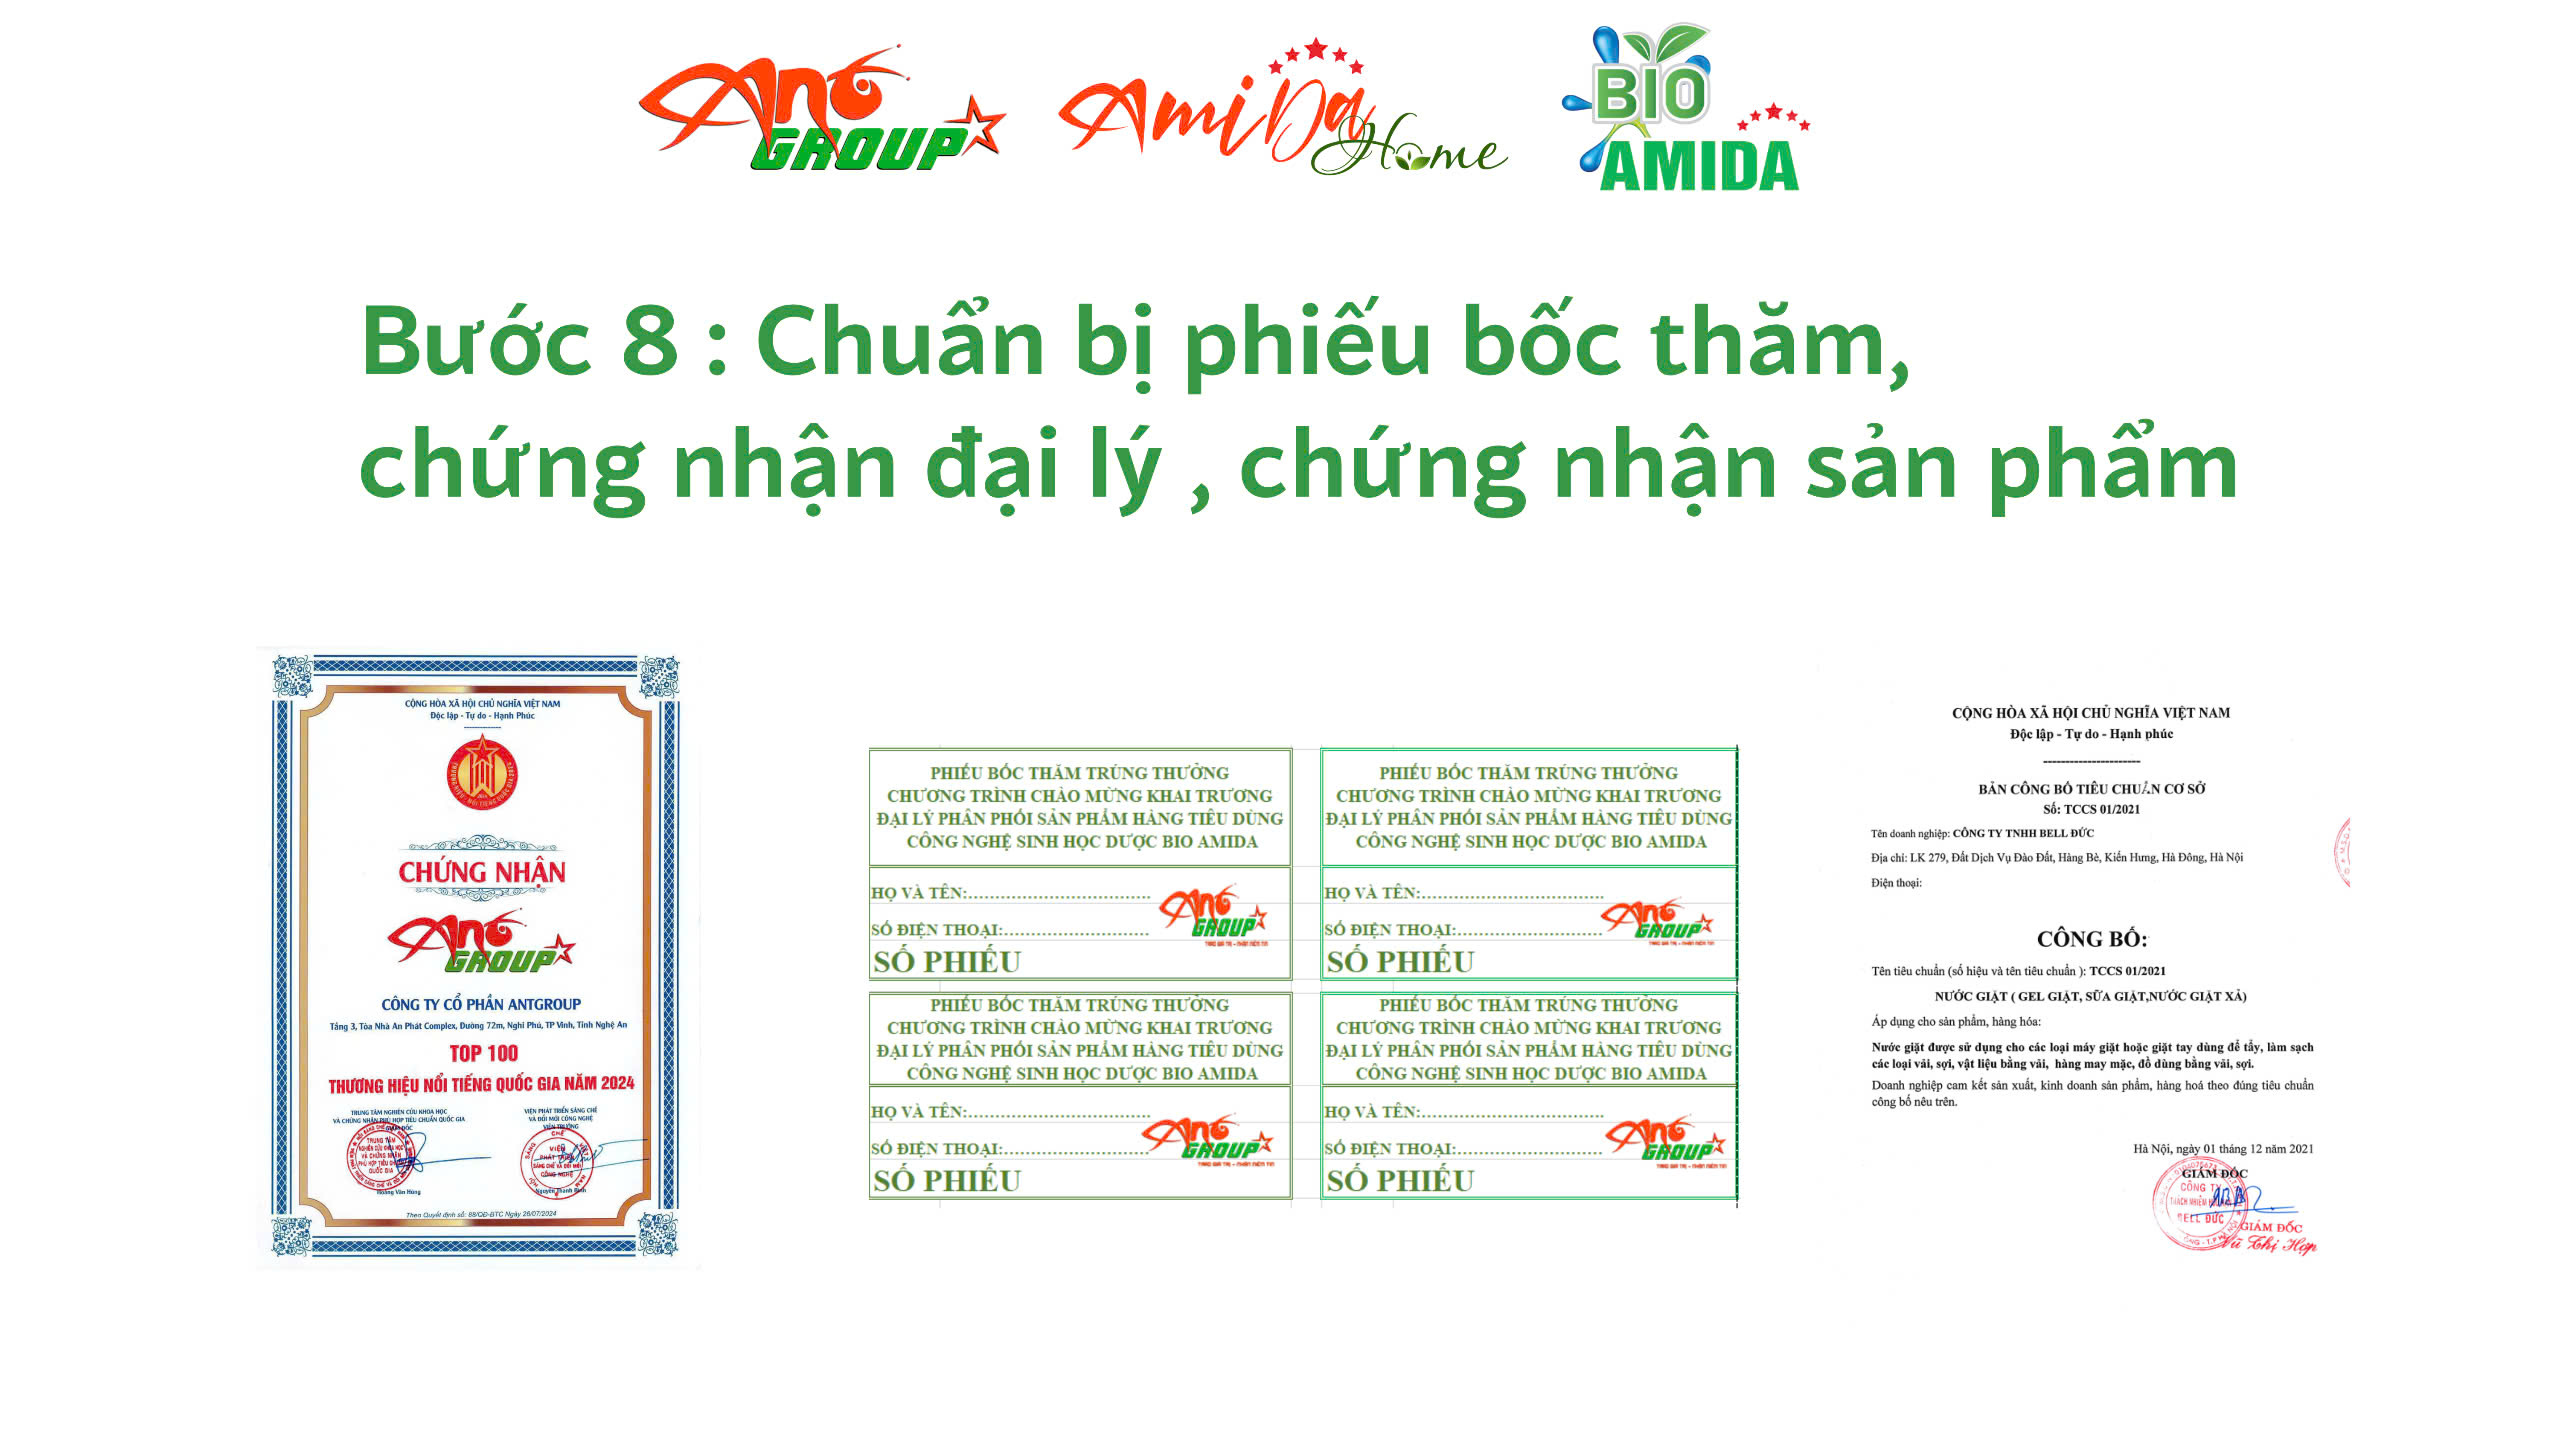 Ant GROUP
AmiDa Home
BIO AMIDA
Bước 8 : Chuẩn bị phiếu bốc thăm,
chứng nhận đại lý , chứng nhận sản phẩm
CỘNG HÒA XÃ HỘI CHỦ NGHĨA VIỆT NAM
Độc lập - Tự do - Hạnh Phúc
CHỨNG NHẬN
Ant GROUP
CÔNG TY CỔ PHẦN ANTGROUP
Tầng 3, Tòa Nhà An Phát Complex, Đường 72m, Nghi Phú, TP Vinh, Tỉnh Nghệ An
TOP 100
THƯƠNG HIỆU NỔI TIẾNG QUỐC GIA NĂM 2024
TRUNG TÂM NGHIÊN CỨU KHOA HỌC
VÀ CHỨNG NHẬN PHÙ HỢP TIÊU CHUẨN QUỐC GIA
GIÁM ĐỐC
VIỆN PHÁT TRIỂN SÁNG CHẾ
VÀ ĐỔI MỚI CÔNG NGHỆ
VIỆN TRƯỞNG
Hoàng Văn Hùng
Theo Quyết định số: 68/QĐ-BTC Ngày 26/07/2024
PHIẾU BỐC THĂM TRÚNG THƯỞNG
CHƯƠNG TRÌNH CHÀO MỪNG KHAI TRƯƠNG
ĐẠI LÝ PHÂN PHỐI SẢN PHẨM HÀNG TIÊU DÙNG
CÔNG NGHỆ SINH HỌC DƯỢC BIO AMIDA
HỌ VÀ TÊN:..................................
SỐ ĐIỆN THOẠI:...........................
SỐ PHIẾU
Ant GROUP
PHIẾU BỐC THĂM TRÚNG THƯỞNG
CHƯƠNG TRÌNH CHÀO MỪNG KHAI TRƯƠNG
ĐẠI LÝ PHÂN PHỐI SẢN PHẨM HÀNG TIÊU DÙNG
CÔNG NGHỆ SINH HỌC DƯỢC BIO AMIDA
HỌ VÀ TÊN:..................................
SỐ ĐIỆN THOẠI:...........................
SỐ PHIẾU
Ant GROUP
PHIẾU BỐC THĂM TRÚNG THƯỞNG
CHƯƠNG TRÌNH CHÀO MỪNG KHAI TRƯƠNG
ĐẠI LÝ PHÂN PHỐI SẢN PHẨM HÀNG TIÊU DÙNG
CÔNG NGHỆ SINH HỌC DƯỢC BIO AMIDA
HỌ VÀ TÊN:..................................
SỐ ĐIỆN THOẠI:...........................
SỐ PHIẾU
Ant GROUP
PHIẾU BỐC THĂM TRÚNG THƯỞNG
CHƯƠNG TRÌNH CHÀO MỪNG KHAI TRƯƠNG
ĐẠI LÝ PHÂN PHỐI SẢN PHẨM HÀNG TIÊU DÙNG
CÔNG NGHỆ SINH HỌC DƯỢC BIO AMIDA
HỌ VÀ TÊN:..................................
SỐ ĐIỆN THOẠI:...........................
SỐ PHIẾU
Ant GROUP
CỘNG HÒA XÃ HỘI CHỦ NGHĨA VIỆT NAM
Độc lập - Tự do - Hạnh phúc
BẢN CÔNG BỐ TIÊU CHUẨN CƠ SỞ
Số: TCCS 01/2021
Tên doanh nghiệp: CÔNG TY TNHH BELL ĐỨC
Địa chỉ: LK 279, Đất Dịch Vụ Đào Đất, Hàng Bè, Kiến Hưng, Hà Đông, Hà Nội
Điện thoại:
CÔNG BỐ:
Tên tiêu chuẩn (số hiệu và tên tiêu chuẩn ): TCCS 01/2021
NƯỚC GIẶT ( GEL GIẶT, SỮA GIẶT,NƯỚC GIẶT XẢ)
Áp dụng cho sản phẩm, hàng hóa:
Nước giặt được sử dụng cho các loại máy giặt hoặc giặt tay dùng để tẩy, làm sạch
các loại vải, sợi, vật liệu bằng vải, hàng may mặc, đồ dùng bằng vải, sợi.
Doanh nghiệp cam kết sản xuất, kinh doanh sản phẩm, hàng hoá theo đúng tiêu chuẩn
công bố nêu trên.
Hà Nội, ngày 01 tháng 12 năm 2021
GIÁM ĐỐC
CÔNG TY
TRÁCH NHIỆM
BELL ĐỨC
GIÁM ĐỐC
Vũ Thị Hợp